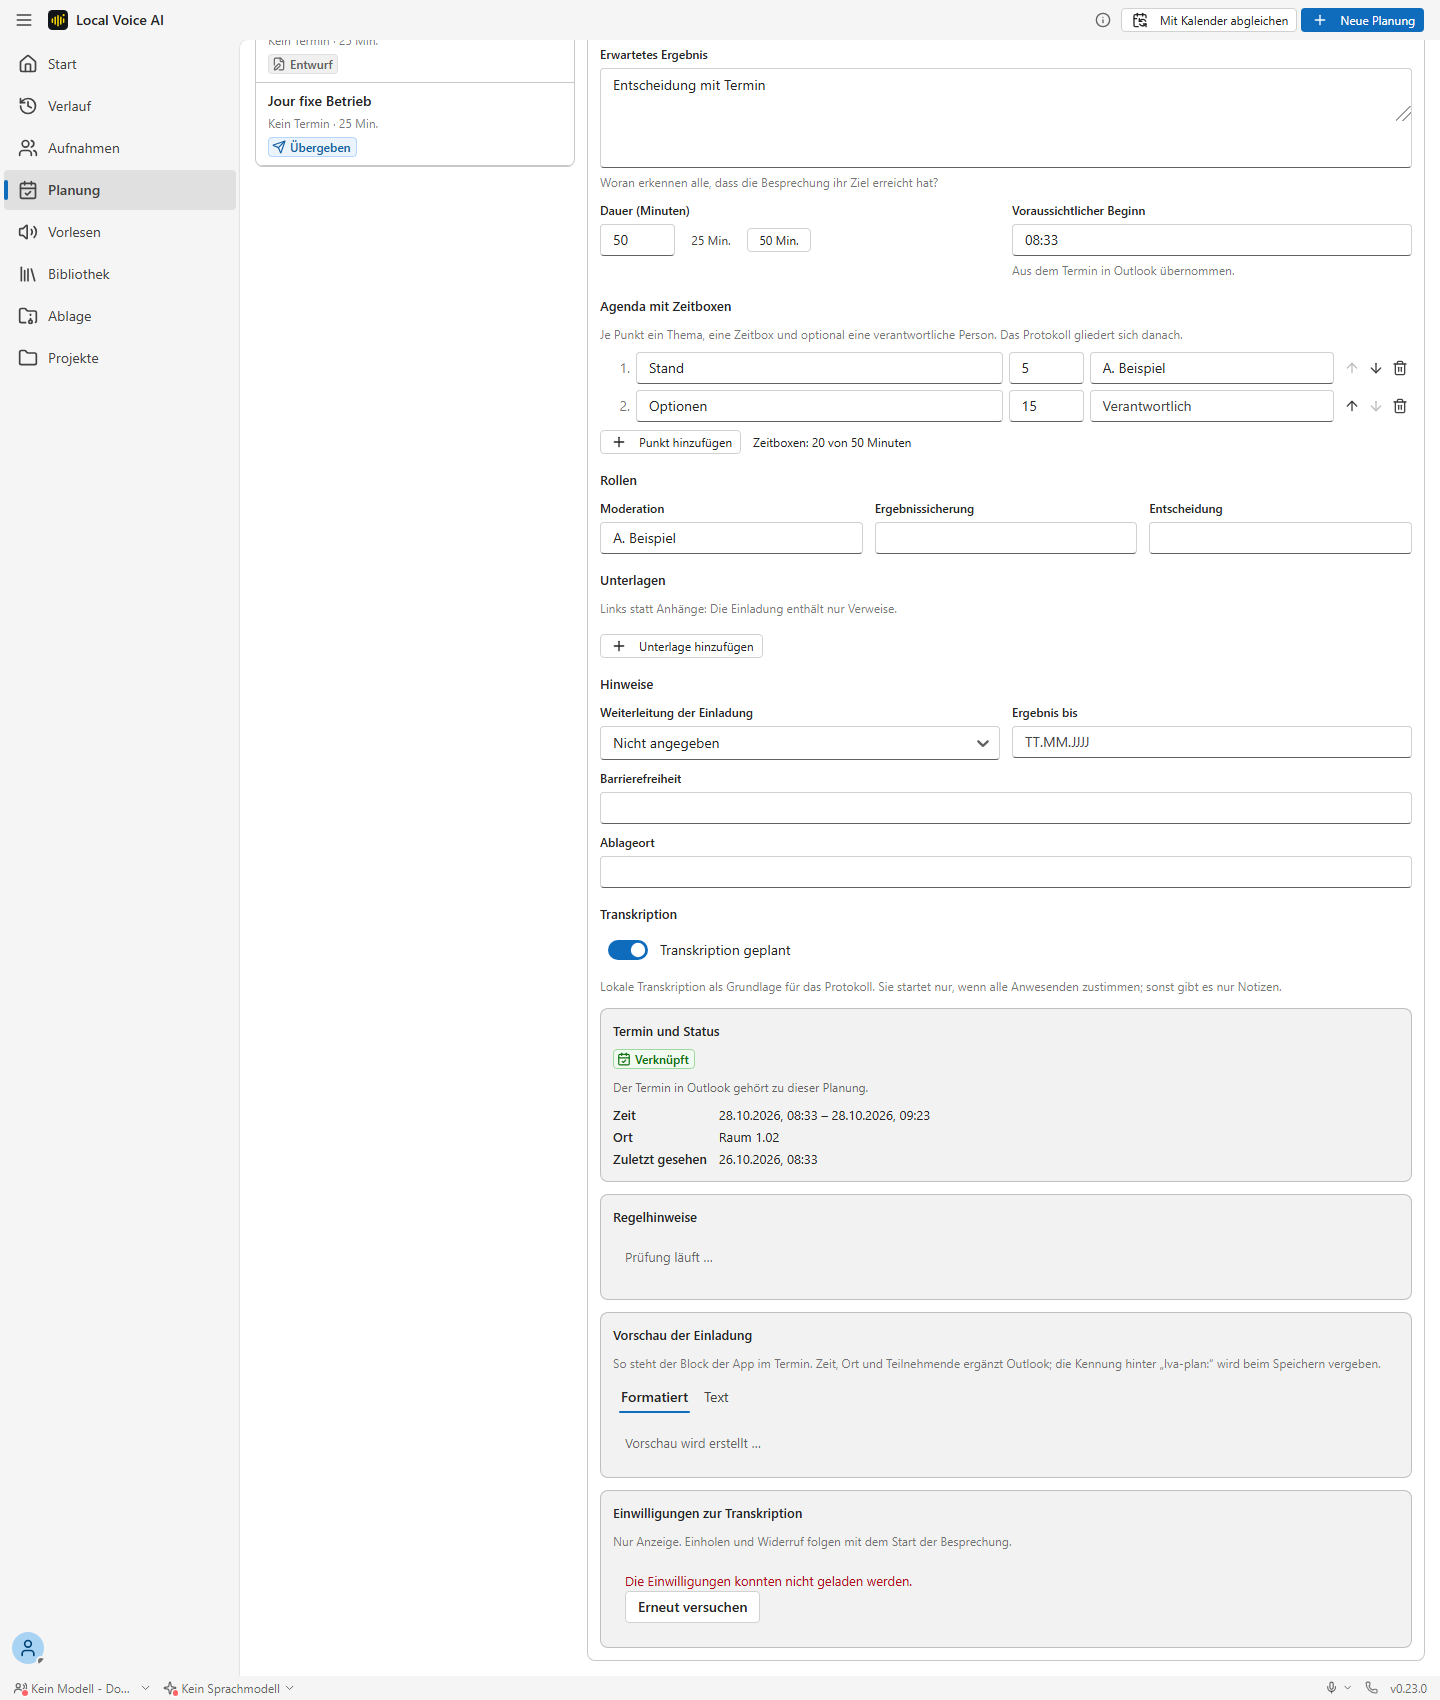 Local Voice AI
Mit Kalender abgleichen
Neue Planung
Start
Verlauf
Aufnahmen
Planung
Vorlesen
Bibliothek
Ablage
Projekte
Kein Termin · 25 Min.
Entwurf
Jour fixe Betrieb
Kein Termin · 25 Min.
Übergeben
Erwartetes Ergebnis
Entscheidung mit Termin
Woran erkennen alle, dass die Besprechung ihr Ziel erreicht hat?
Dauer (Minuten)
Voraussichtlicher Beginn
50
25 Min.
50 Min.
08:33
Aus dem Termin in Outlook übernommen.
Agenda mit Zeitboxen
Je Punkt ein Thema, eine Zeitbox und optional eine verantwortliche Person. Das Protokoll gliedert sich danach.
1. Stand 5 A. Beispiel
2. Optionen 15 Verantwortlich
Punkt hinzufügen
Zeitboxen: 20 von 50 Minuten
Rollen
Moderation
Ergebnissicherung
Entscheidung
A. Beispiel
Unterlagen
Links statt Anhänge: Die Einladung enthält nur Verweise.
Unterlage hinzufügen
Hinweise
Weiterleitung der Einladung
Ergebnis bis
Nicht angegeben
TT.MM.JJJJ
Barrierefreiheit
Ablageort
Transkription
Transkription geplant
Lokale Transkription als Grundlage für das Protokoll. Sie startet nur, wenn alle Anwesenden zustimmen; sonst gibt es nur Notizen.
Termin und Status
Verknüpft
Der Termin in Outlook gehört zu dieser Planung.
Zeit 28.10.2026, 08:33 – 28.10.2026, 09:23
Ort Raum 1.02
Zuletzt gesehen 26.10.2026, 08:33
Regelhinweise
Prüfung läuft ...
Vorschau der Einladung
So steht der Block der App im Termin. Zeit, Ort und Teilnehmende ergänzt Outlook; die Kennung hinter „lva-plan:“ wird beim Speichern vergeben.
Formatiert
Text
Vorschau wird erstellt ...
Einwilligungen zur Transkription
Nur Anzeige. Einholen und Widerruf folgen mit dem Start der Besprechung.
Die Einwilligungen konnten nicht geladen werden.
Erneut versuchen
Kein Modell - Do...
Kein Sprachmodell
v0.23.0